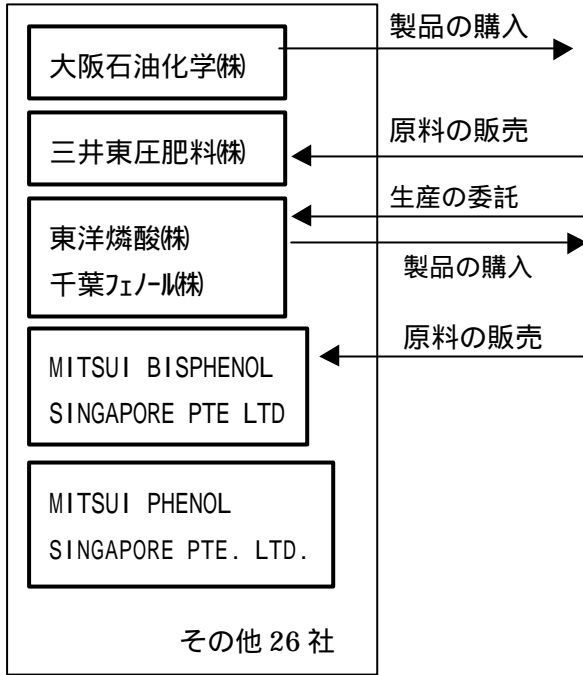 大阪石油化学㈱
製品の購入
三井東圧肥料㈱
原料の販売
東洋燐酸㈱
千葉ﾌｪﾉｰﾙ㈱
生産の委託
製品の購入
MITSUI BISPHENOL
SINGAPORE PTE LTD
原料の販売
MITSUI PHENOL
SINGAPORE PTE. LTD.
その他 26 社